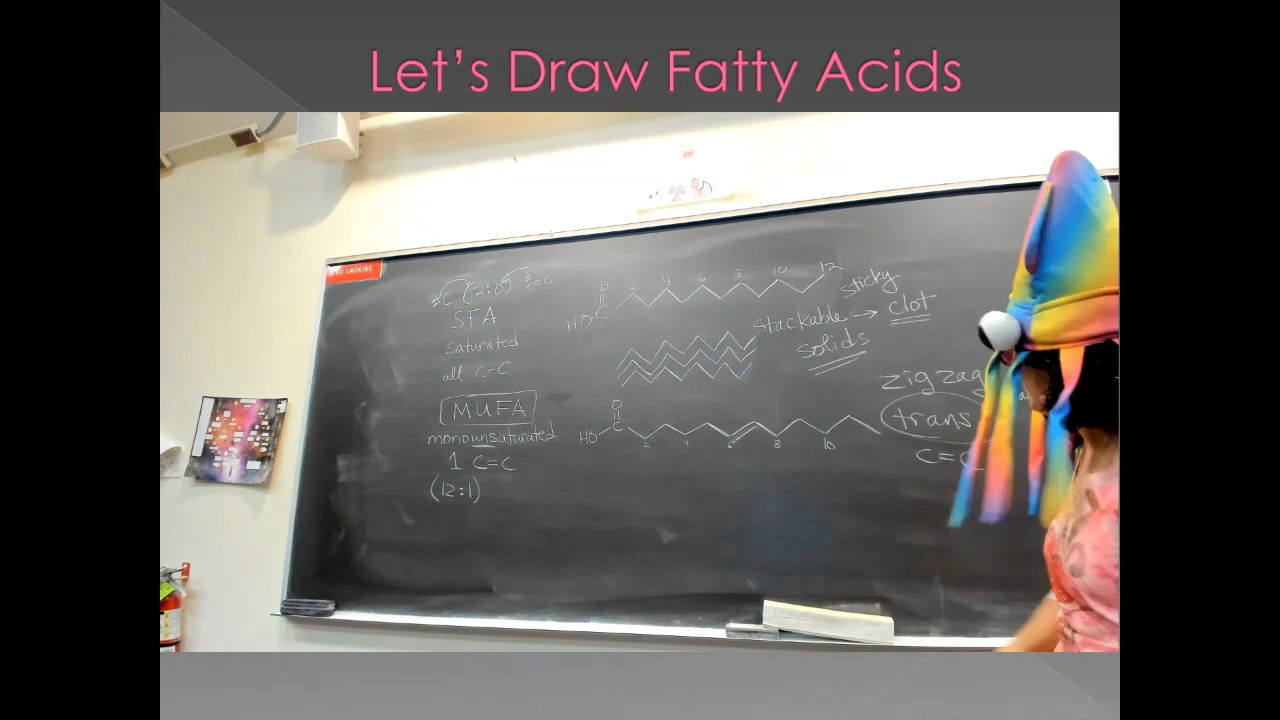 Let's Draw Fatty Acids
NO SMOKING
#C (12:0) # C=C
SFA
saturated
all C-C
MUFA
monounsaturated
1 C=C
(12:1)
O
HO C 2 4 6 8 10 12
sticky
stackable → clot
solids
O
HO C 2 4 6 8 10
zigzag
trans
C=C